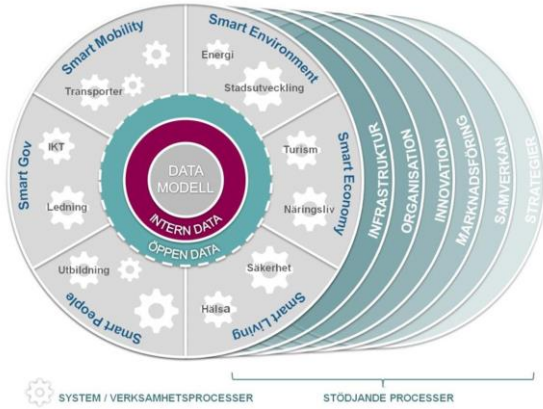 Smart Mobility
Smart Environment
Energi
Transporter
Stadsutveckling
Smart Gov
IKT
Ledning
DATA
MODELL
INTERN DATA
ÖPPEN DATA
Turism
Näringsliv
Smart Economy
Utbildning
Smart People
Säkerhet
Hälsa
Smart Living
INFRASTRUKTUR
ORGANISATION
INNOVATION
MARKNADSFÖRING
SAMVERKAN
STRATEGIER
SYSTEM / VERKSAMHETSPROCESSER
STÖDJANDE PROCESSER